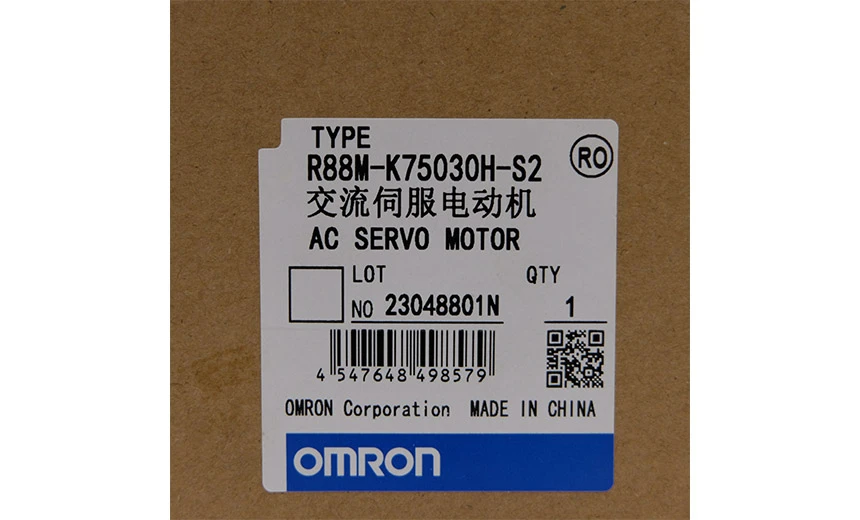 TYPE
R88M-K75030H-S2
RO
交流伺服电动机
AC SERVO MOTOR
LOT
NO 23048801N
QTY
1
4 547648 498579
OMRON Corporation MADE IN CHINA
OMRON